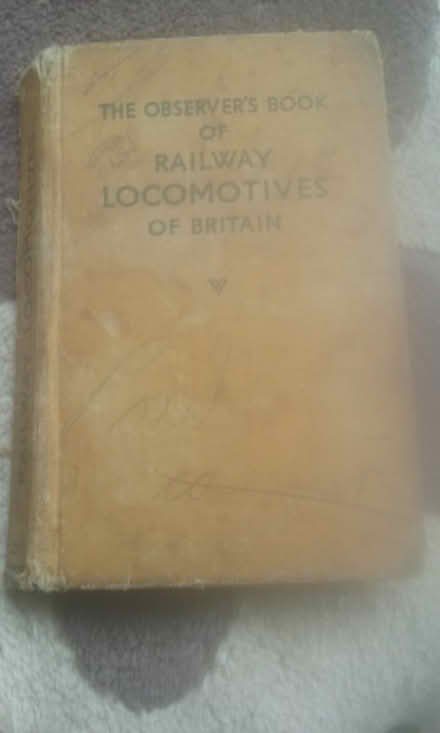 THE OBSERVER'S BOOK
OF
RAILWAY
LOCOMOTIVES
OF BRITAIN